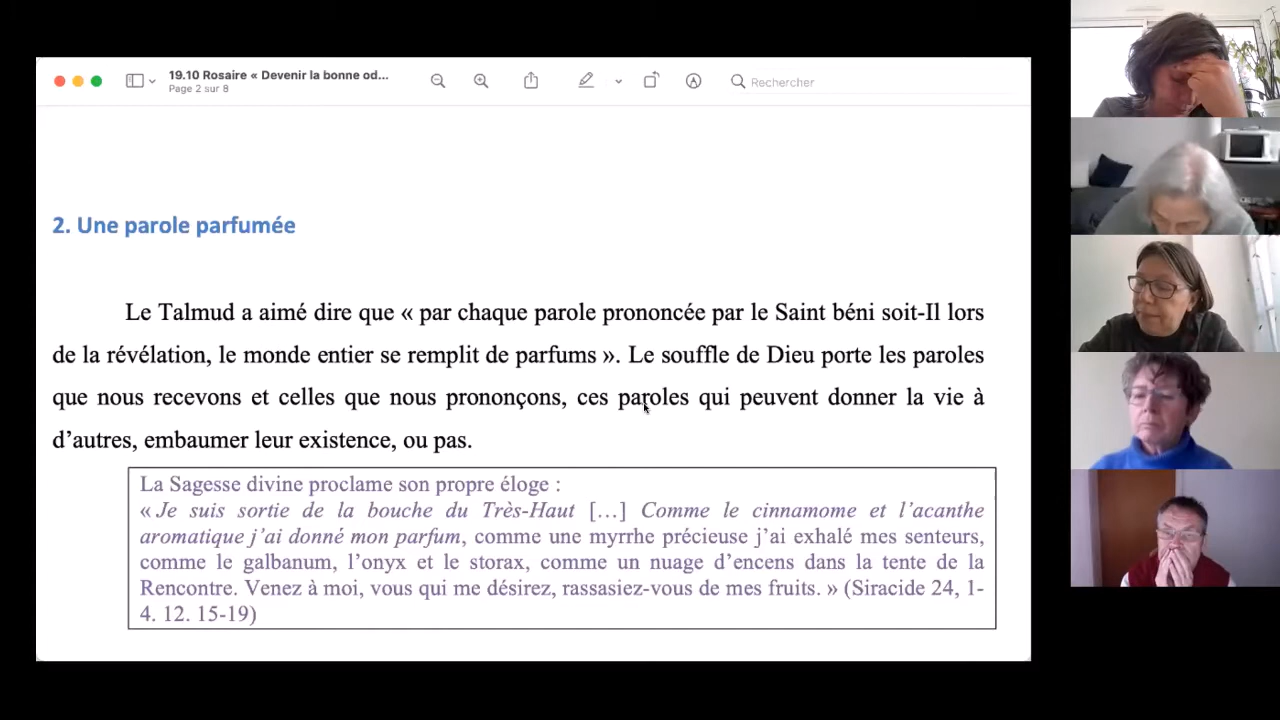 19.10 Rosaire « Devenir la bonne od...
Page 2 sur 8
Rechercher
2. Une parole parfumée
Le Talmud a aimé dire que « par chaque parole prononcée par le Saint béni soit-Il lors
de la révélation, le monde entier se remplit de parfums ». Le souffle de Dieu porte les paroles
que nous recevons et celles que nous prononçons, ces paroles qui peuvent donner la vie à
d’autres, embaumer leur existence, ou pas.
La Sagesse divine proclame son propre éloge :
« Je suis sortie de la bouche du Très-Haut […] Comme le cinnamome et l’acanthe
aromatique j’ai donné mon parfum, comme une myrrhe précieuse j’ai exhalé mes senteurs,
comme le galbanum, l’onyx et le storax, comme un nuage d’encens dans la tente de la
Rencontre. Venez à moi, vous qui me désirez, rassasiez-vous de mes fruits. » (Siracide 24, 1-
4. 12. 15-19)